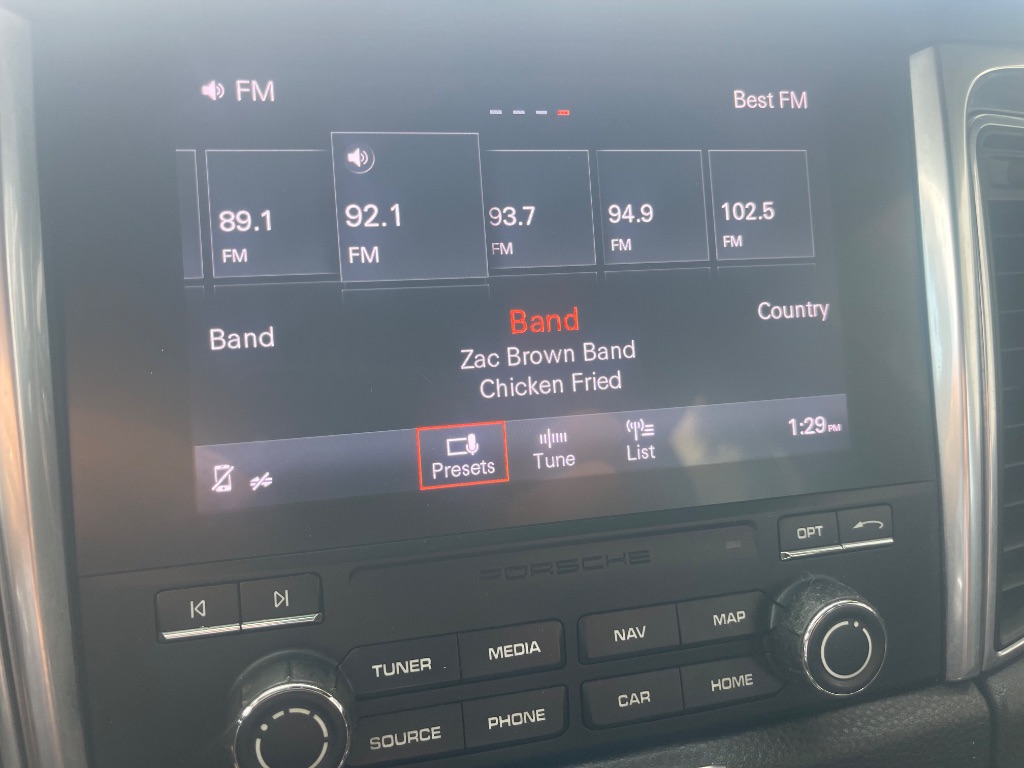 FM
Best FM
89.1
FM
92.1
FM
93.7
FM
94.9
FM
102.5
FM
Band
Band
Country
Zac Brown Band
Chicken Fried
Presets
Tune
List
1:29 PM
OPT
PORSCHE
TUNER
MEDIA
NAV
MAP
SOURCE
PHONE
CAR
HOME